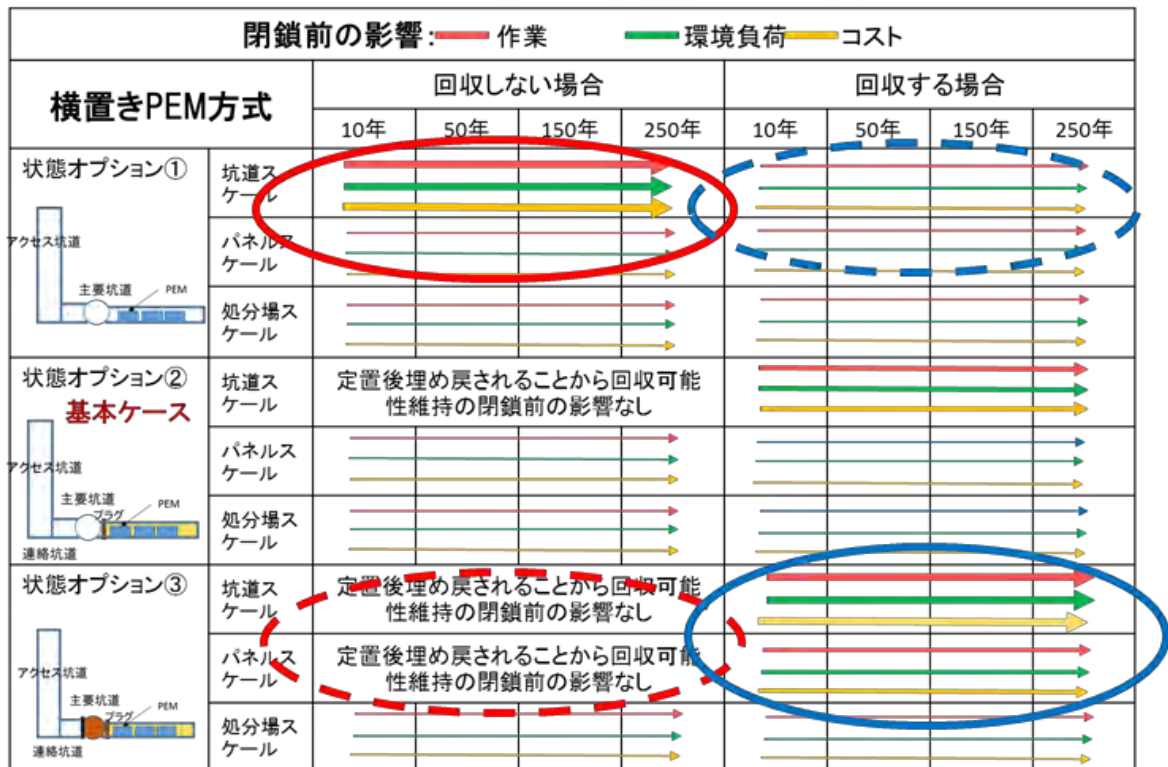 閉鎖前の影響: 作業 環境負荷 コスト
横置きPEM方式
回収しない場合
回収する場合
10年 50年 150年 250年 10年 50年 150年 250年
状態オプション①
アクセス坑道
主要坑道
PEM
坑道ス
ケール
パネルス
ケール
処分場ス
ケール
状態オプション②
基本ケース
アクセス坑道
主要坑道
プラグ
PEM
連絡坑道
坑道ス
ケール
定置後埋め戻されることから回収可能
性維持の閉鎖前の影響なし
パネルス
ケール
処分場ス
ケール
状態オプション③
アクセス坑道
主要坑道
プラグ
PEM
連絡坑道
坑道ス
ケール
定置後埋め戻されることから回収可能
性維持の閉鎖前の影響なし
パネルス
ケール
定置後埋め戻されることから回収可能
性維持の閉鎖前の影響なし
処分場ス
ケール